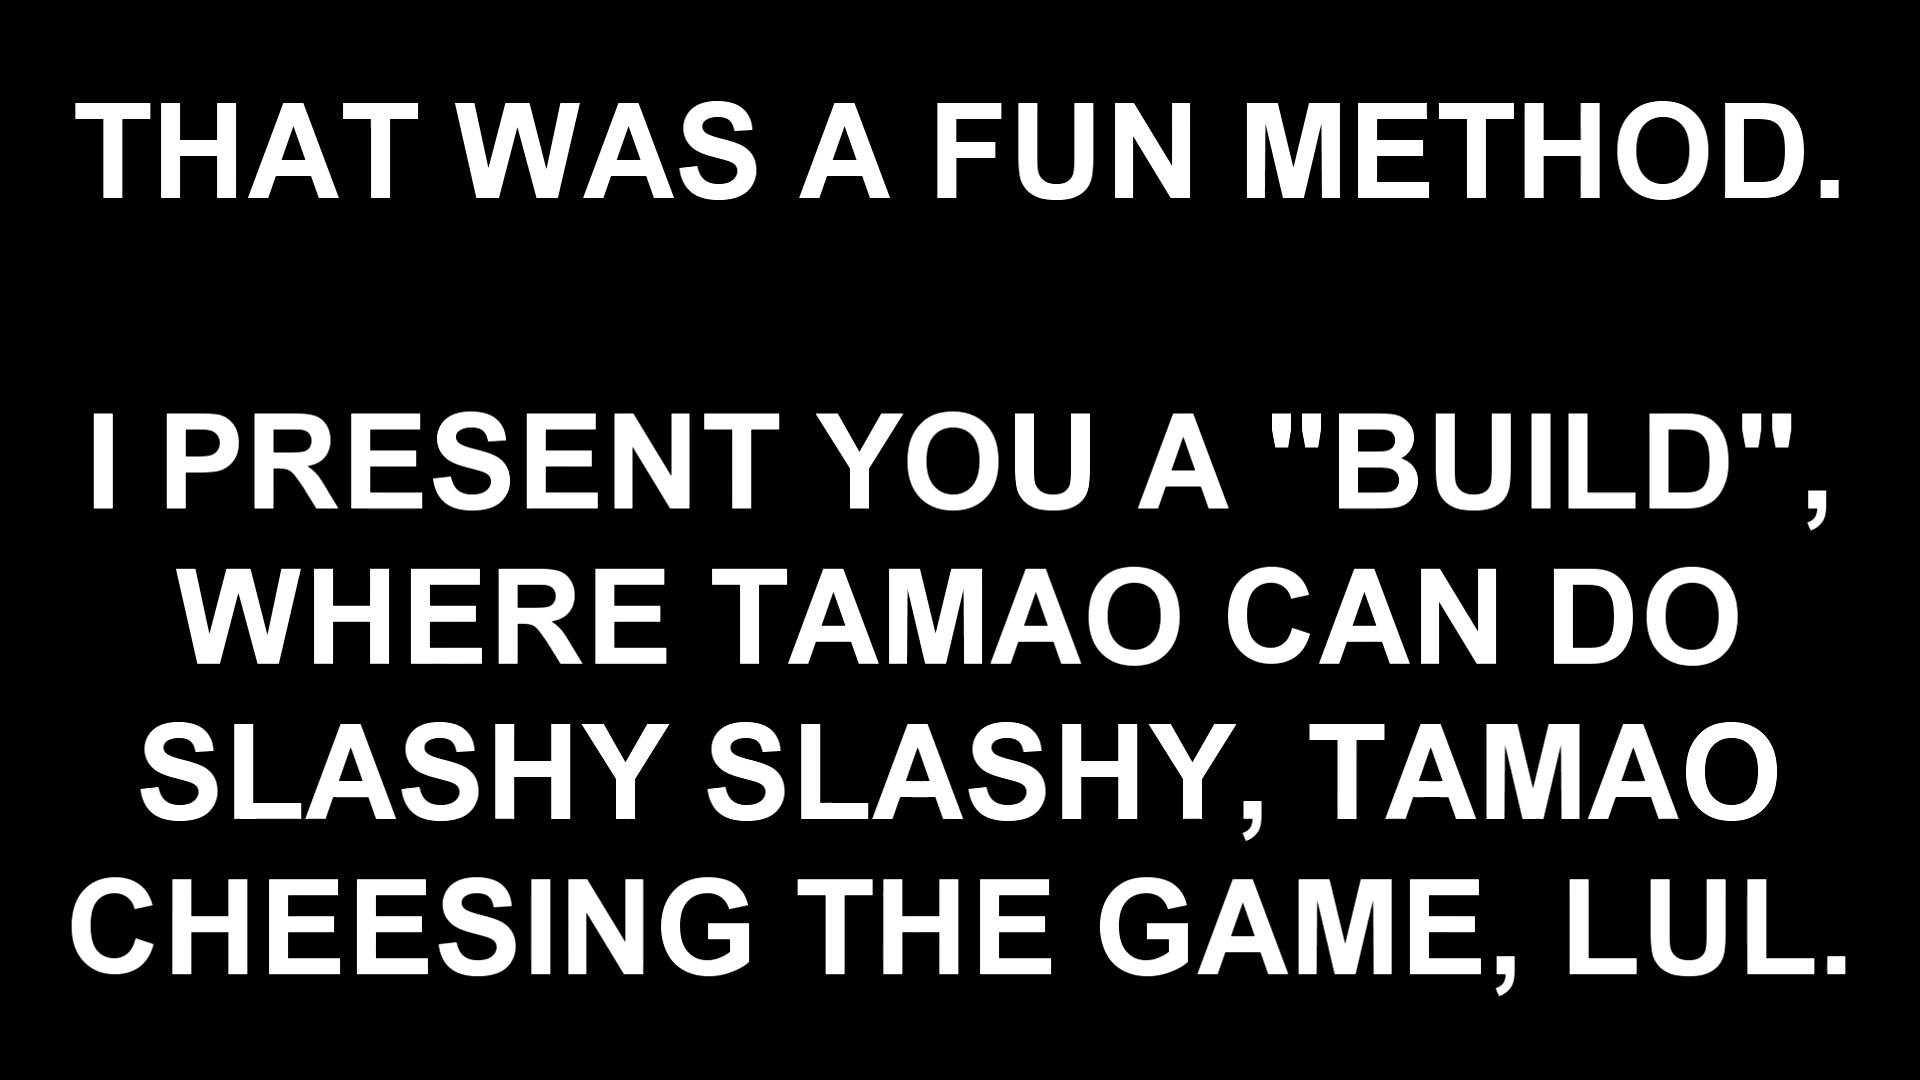 THAT WAS A FUN METHOD.
I PRESENT YOU A "BUILD",
WHERE TAMAO CAN DO
SLASHY SLASHY, TAMAO
CHEESING THE GAME, LUL.